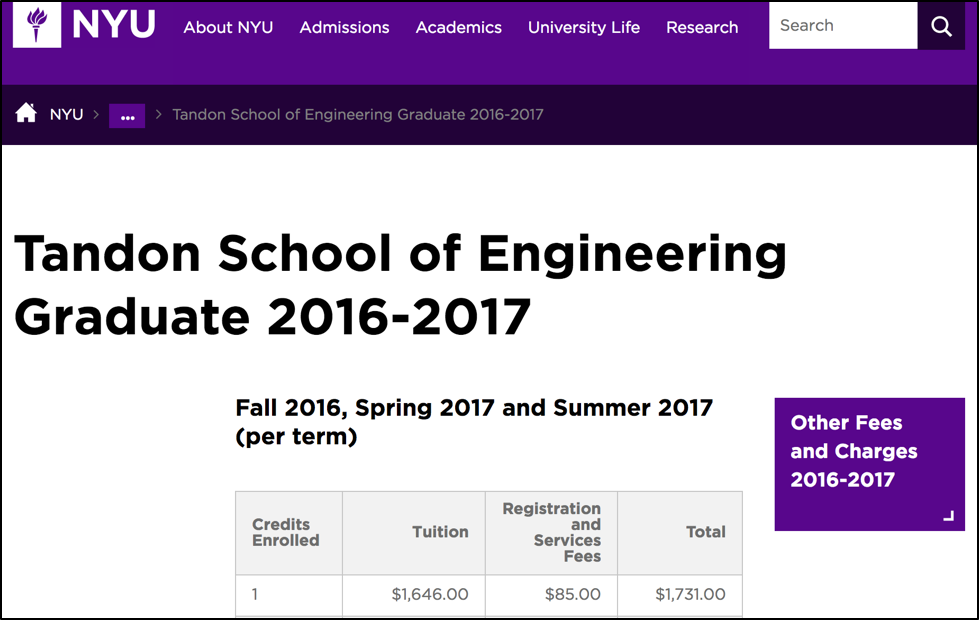 NYU
About NYU
Admissions
Academics
University Life
Research
Search
NYU > ... > Tandon School of Engineering Graduate 2016-2017
Tandon School of Engineering
Graduate 2016-2017
Fall 2016, Spring 2017 and Summer 2017
(per term)
Other Fees
and Charges
2016-2017
Credits
Enrolled
Tuition
Registration
and
Services
Fees
Total
1
$1,646.00
$85.00
$1,731.00